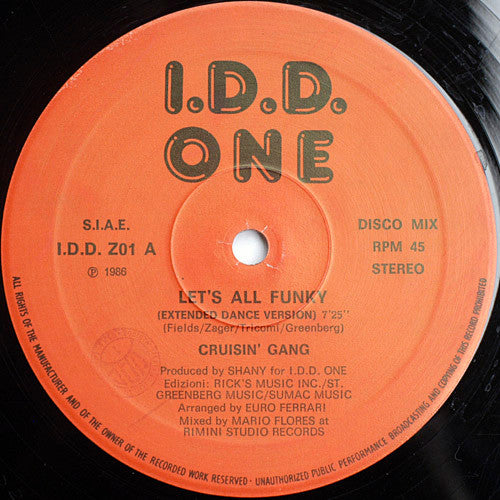 I.D.D.
ONE
S.I.A.E.
I.D.D. Z01 A
℗ 1986
DISCO MIX
RPM 45
STEREO
LET'S ALL FUNKY
(EXTENDED DANCE VERSION) 7'25''
(Fields/Zager/Tricomi/Greenberg)
CRUISIN' GANG
Produced by SHANY for I.D.D. ONE
Edizioni: RICK'S MUSIC INC./ST.
GREENBERG MUSIC/SUMAC MUSIC
Arranged by EURO FERRARI
Mixed by MARIO FLORES at
RIMINI STUDIO RECORDS
ALL RIGHTS OF THE MANUFACTURER AND OF THE OWNER OF THE RECORDED WORK RESERVED - UNAUTHORIZED PUBLIC PERFORMANCE BROADCASTING AND COPYING OF THIS RECORD PROHIBITED